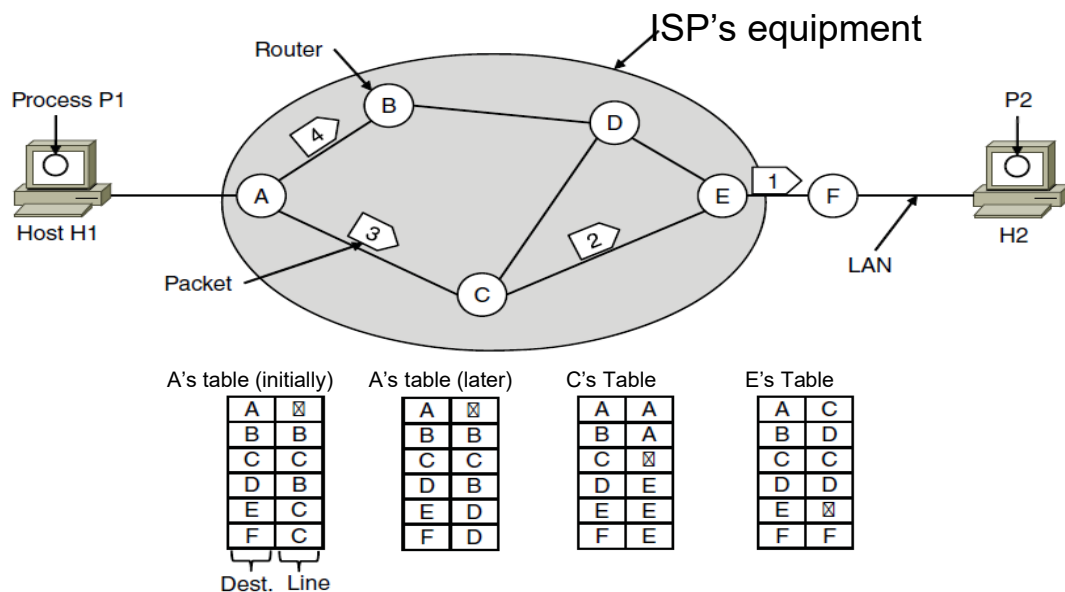 ISP's equipment
Router
Process P1
P2
B
D
4
A
E
1
F
3
2
Host H1
H2
Packet
C
LAN
A's table (initially)
A's table (later)
C's Table
E's Table
A ☒
B B
C C
D B
E C
F C
A ☒
B B
C C
D B
E D
F D
A A
B A
C ☒
D E
E E
F E
A C
B D
C C
D D
E ☒
F F
Dest. Line